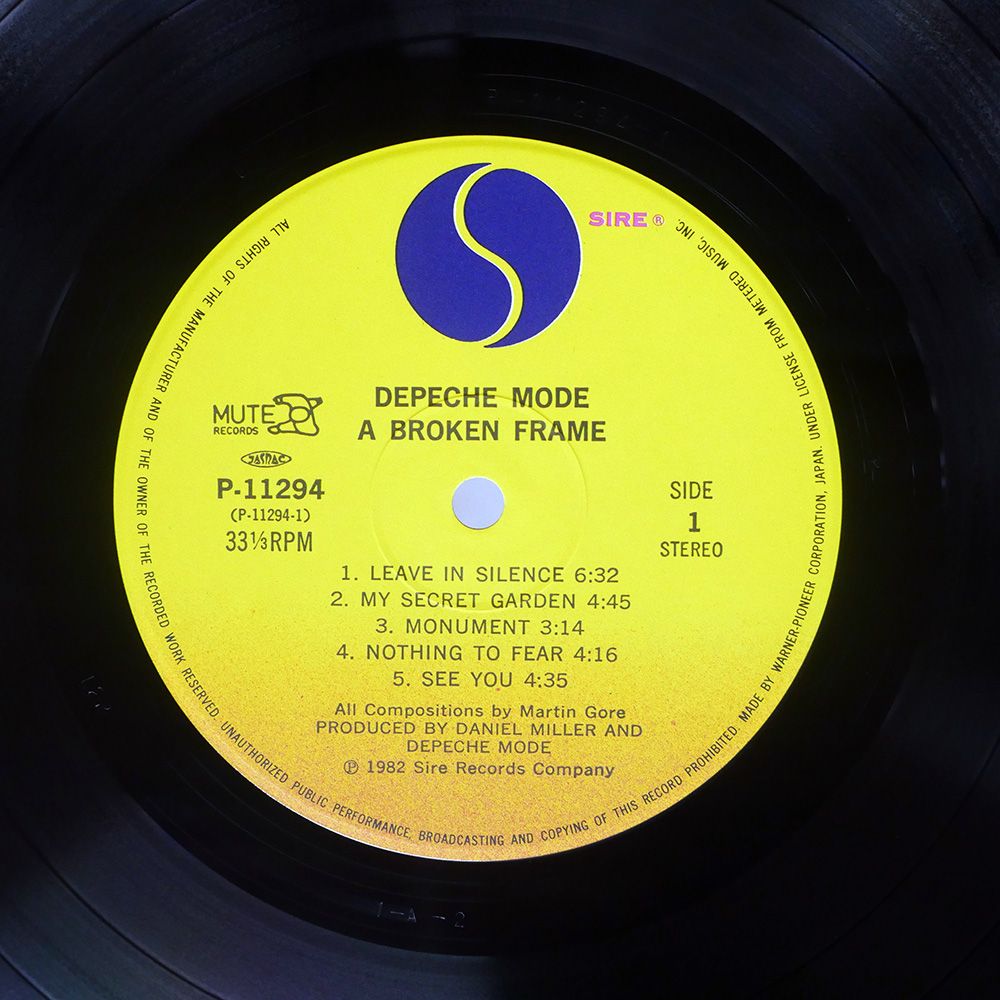 P-11294
SIRE ®
DEPECHE MODE
A BROKEN FRAME
MUTE
RECORDS
JASRAC
P-11294
(P-11294-1)
33⅓RPM
SIDE
1
STEREO
1. LEAVE IN SILENCE 6:32
2. MY SECRET GARDEN 4:45
3. MONUMENT 3:14
4. NOTHING TO FEAR 4:16
5. SEE YOU 4:35
All Compositions by Martin Gore
PRODUCED BY DANIEL MILLER AND
DEPECHE MODE
℗ 1982 Sire Records Company
ALL RIGHTS OF THE MANUFACTURER AND OF THE OWNER OF THE RECORDED WORK RESERVED. UNAUTHORIZED PUBLIC PERFORMANCE, BROADCASTING AND COPYING OF THIS RECORD PROHIBITED. MADE BY WARNER-PIONEER CORPORATION, JAPAN. UNDER LICENSE FROM METERED MUSIC, INC.
1-A-2